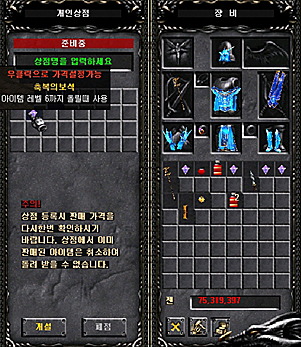 개인상점
장 비
준비중
상점명을 입력하세요
우클릭으로 가격설정가능
축복의보석
아이템 레벨 6까지 올릴때 사용
주의!
상점 등록시 판매 가격을
다시한번 확인하시기
바랍니다. 상점에서 이미
판매된 아이템은 취소하여
돌려 받을 수 없습니다.
젠
75,319,397
개설
폐점